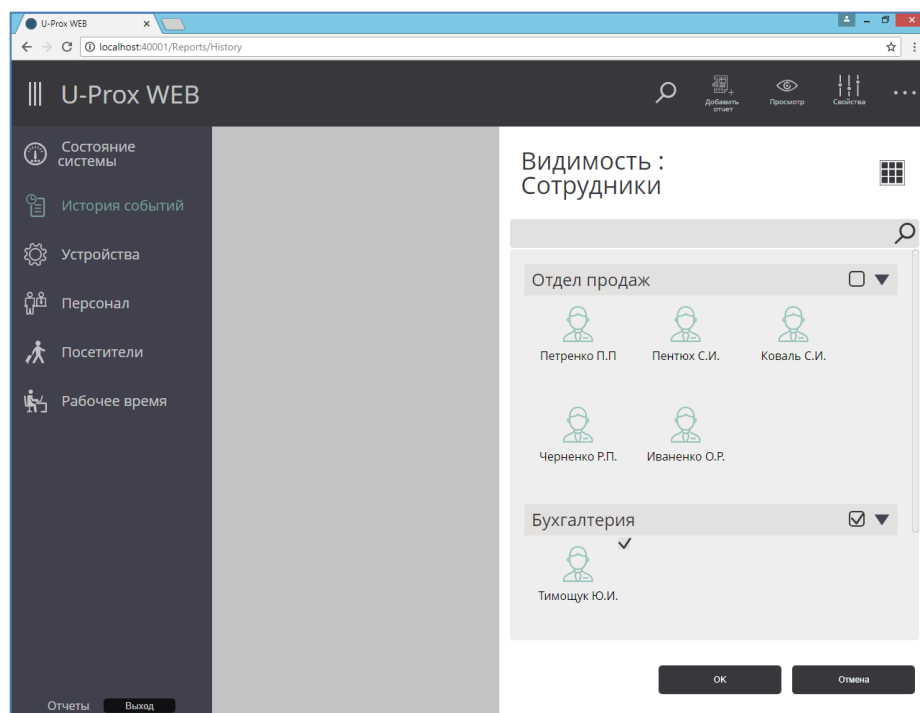 U-Prox WEB
localhost:40001/Reports/History
U-Prox WEB
Добавить
отчет
Просмотр
Свойства
Состояние
системы
История событий
Устройства
Персонал
Посетители
Рабочее время
Отчеты
Выход
Видимость :
Сотрудники
Отдел продаж
Петренко П.П
Пентюх С.И.
Коваль С.И.
Черненко Р.П.
Иваненко О.Р.
Бухгалтерия
Тимощук Ю.И.
OK
Отмена